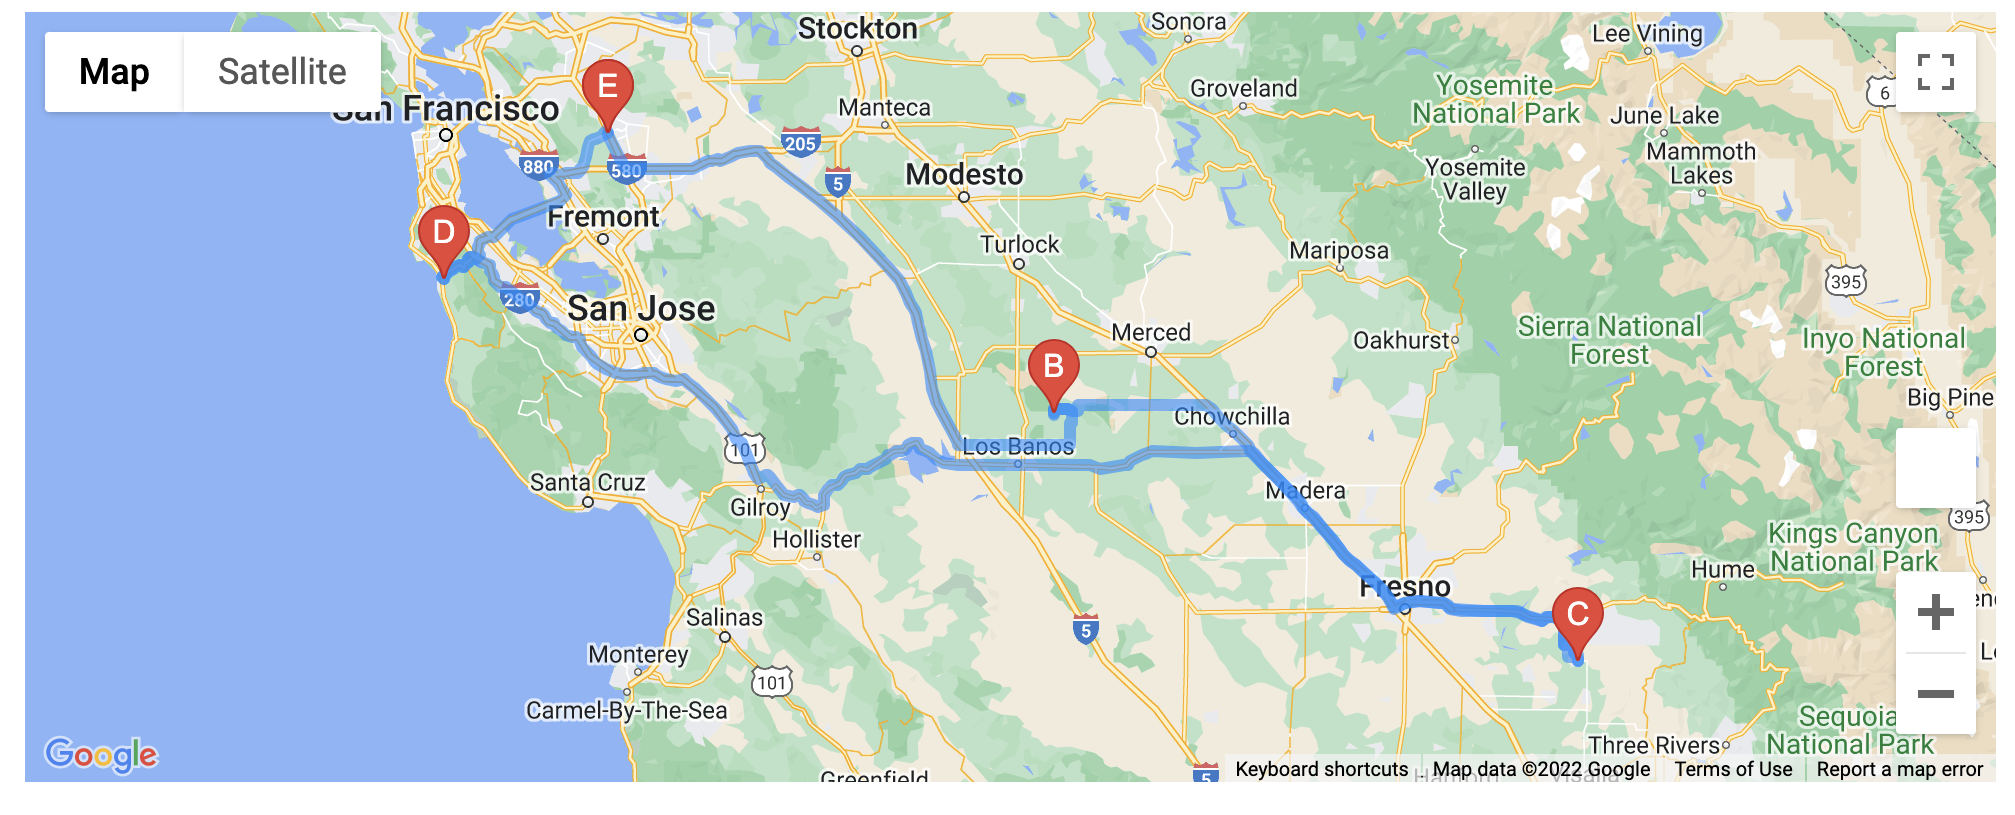 Map
Satellite
Stockton
Sonora
Lee Vining
E
San Francisco
Manteca
Groveland
Yosemite
National Park
6
June Lake
880
580
205
5
Modesto
Yosemite
Valley
Mammoth
Lakes
D
Fremont
Turlock
Mariposa
395
280
San Jose
Merced
Oakhurst
Sierra National
Forest
Inyo National
Forest
B
Big Pine
Chowchilla
101
Los Banos
Santa Cruz
Gilroy
Madera
395
Hollister
Kings Canyon
National Park
Hume
Fresno
C
Salinas
5
Monterey
101
Carmel-By-The-Sea
Sequoia
National Park
Three Rivers
Google
Greenfield
5
Hanford
Visalia
Keyboard shortcuts
Map data ©2022 Google
Terms of Use
Report a map error